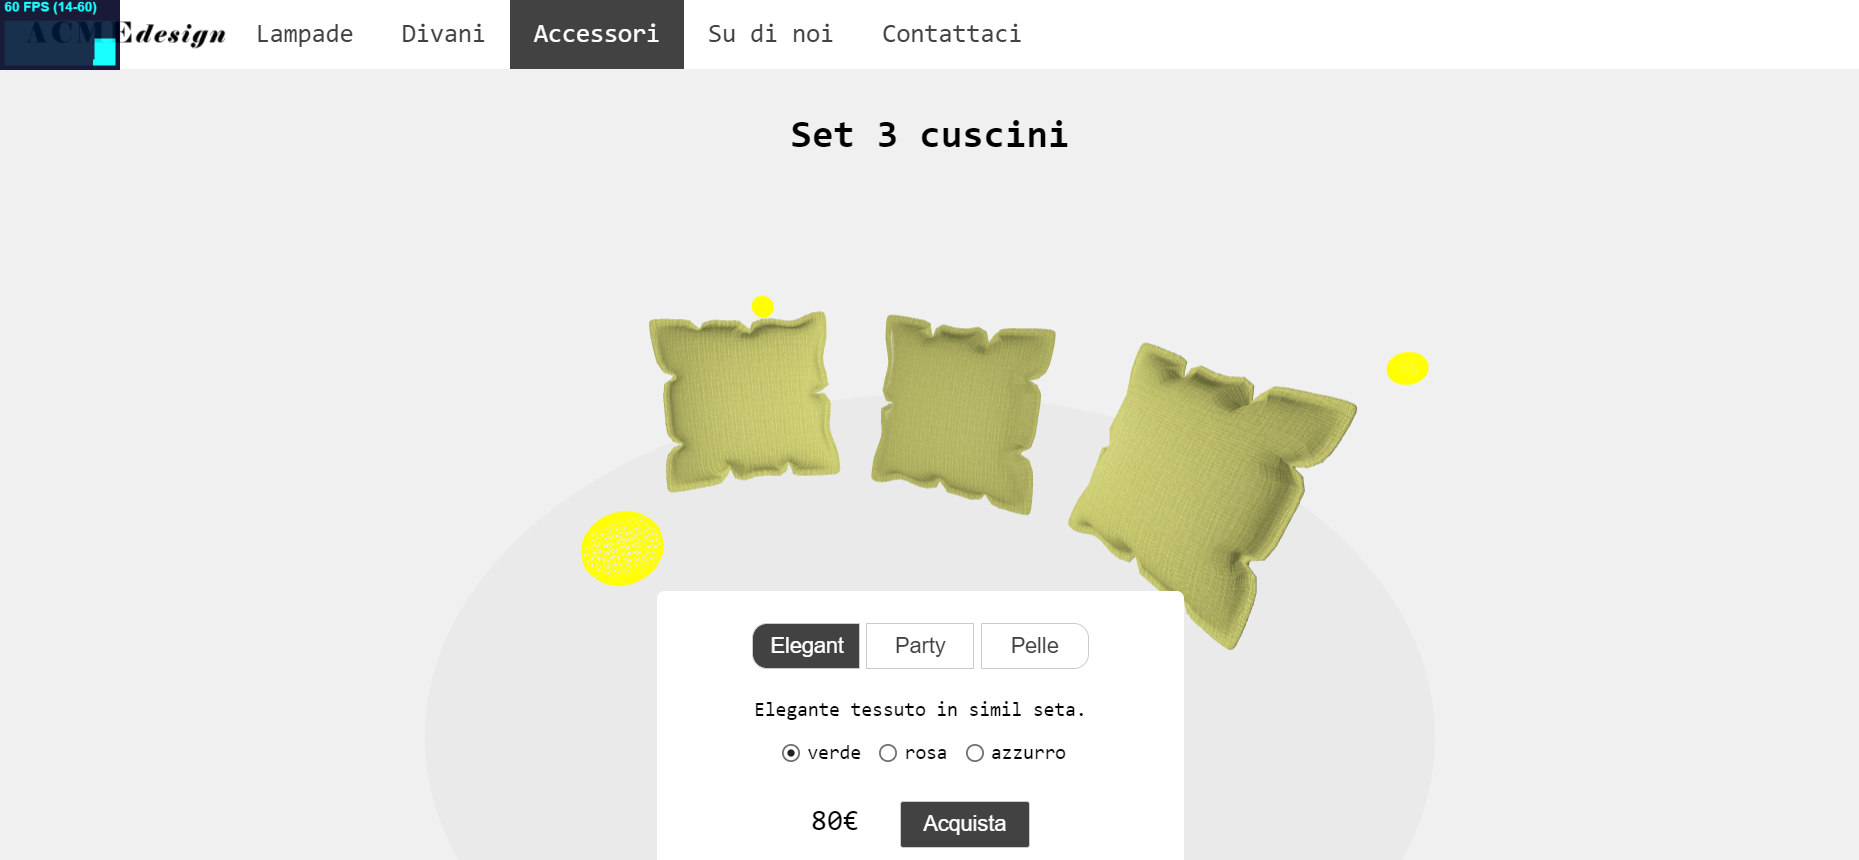 60 FPS (14-60)
ACMEdesign Lampade Divani Accessori Su di noi Contattaci
Set 3 cuscini
Elegant Party Pelle
Elegante tessuto in simil seta.
verde rosa azzurro
80€ Acquista